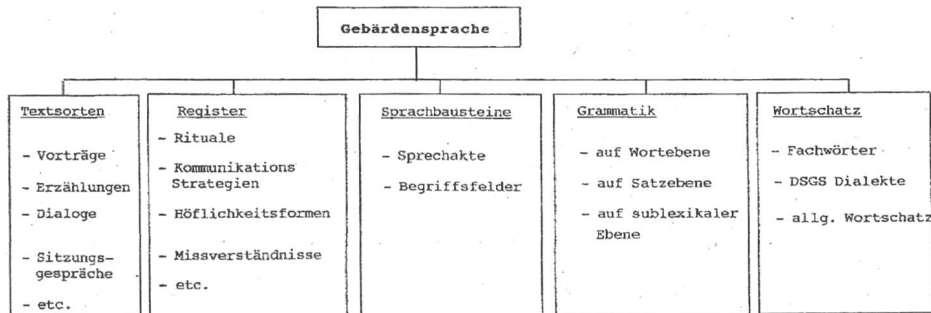 Gebärdensprache
Textsorten
- Vorträge
- Erzählungen
- Dialoge
- Sitzungs-
gespräche
- etc.
Register
- Rituale
- Kommunikations
Strategien
- Höflichkeitsformen
- Missverständnisse
- etc.
Sprachbausteine
- Sprechakte
- Begriffsfelder
Grammatik
- auf Wortebene
- auf Satzebene
- auf sublexikaler
Ebene
Wortschatz
- Fachwörter
- DSGS Dialekte
- allg. Wortschatz